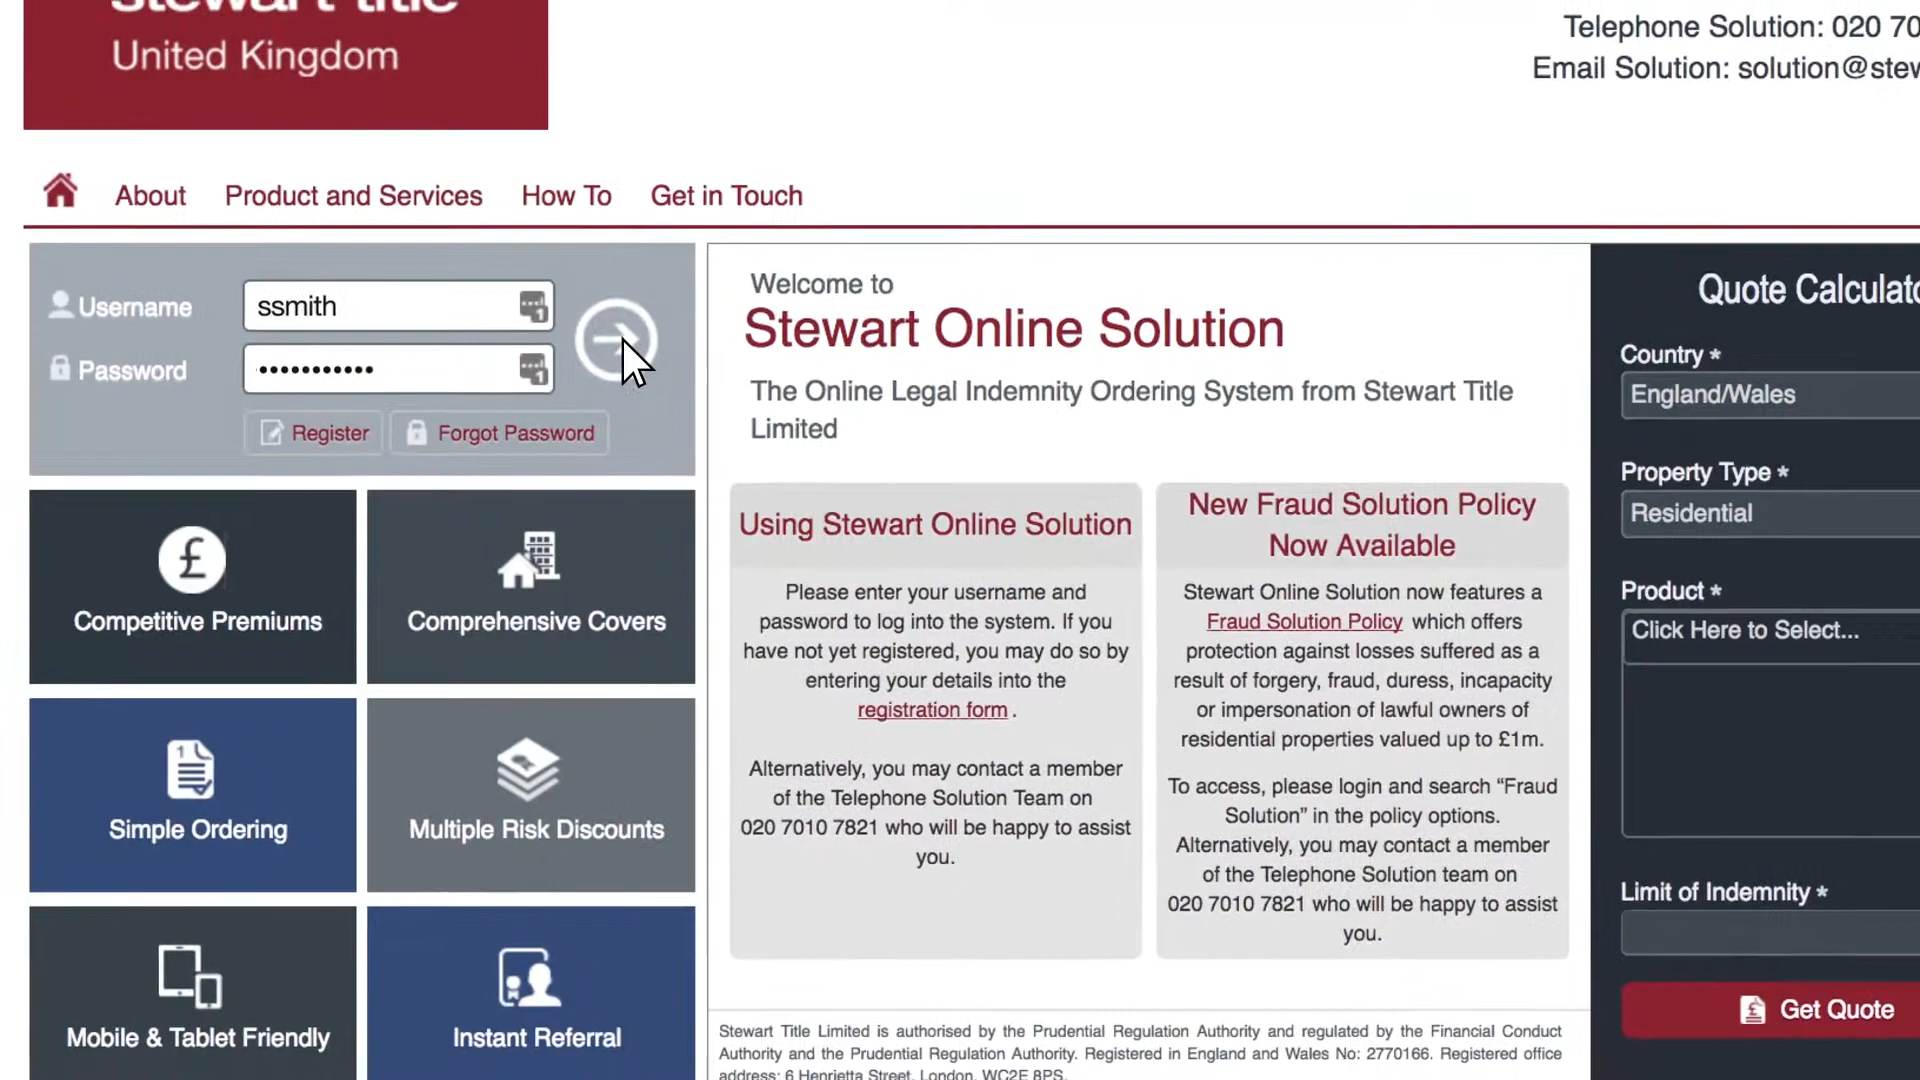 stewart title
United Kingdom
Telephone Solution: 020 70
Email Solution: solution@stew
About Product and Services How To Get in Touch
Username ssmith
Password •••••••••••
Register Forgot Password
Competitive Premiums
Comprehensive Covers
Simple Ordering
Multiple Risk Discounts
Mobile & Tablet Friendly
Instant Referral
Welcome to
Stewart Online Solution
The Online Legal Indemnity Ordering System from Stewart Title
Limited
Using Stewart Online Solution
Please enter your username and
password to log into the system. If you
have not yet registered, you may do so by
entering your details into the
registration form .
Alternatively, you may contact a member
of the Telephone Solution Team on
020 7010 7821 who will be happy to assist
you.
New Fraud Solution Policy
Now Available
Stewart Online Solution now features a
Fraud Solution Policy which offers
protection against losses suffered as a
result of forgery, fraud, duress, incapacity
or impersonation of lawful owners of
residential properties valued up to £1m.
To access, please login and search “Fraud
Solution” in the policy options.
Alternatively, you may contact a member
of the Telephone Solution team on
020 7010 7821 who will be happy to assist
you.
Stewart Title Limited is authorised by the Prudential Regulation Authority and regulated by the Financial Conduct
Authority and the Prudential Regulation Authority. Registered in England and Wales No: 2770166. Registered office
address: 6 Henrietta Street, London, WC2E 8PS.
Quote Calculato
Country *
England/Wales
Property Type *
Residential
Product *
Click Here to Select...
Limit of Indemnity *
Get Quote